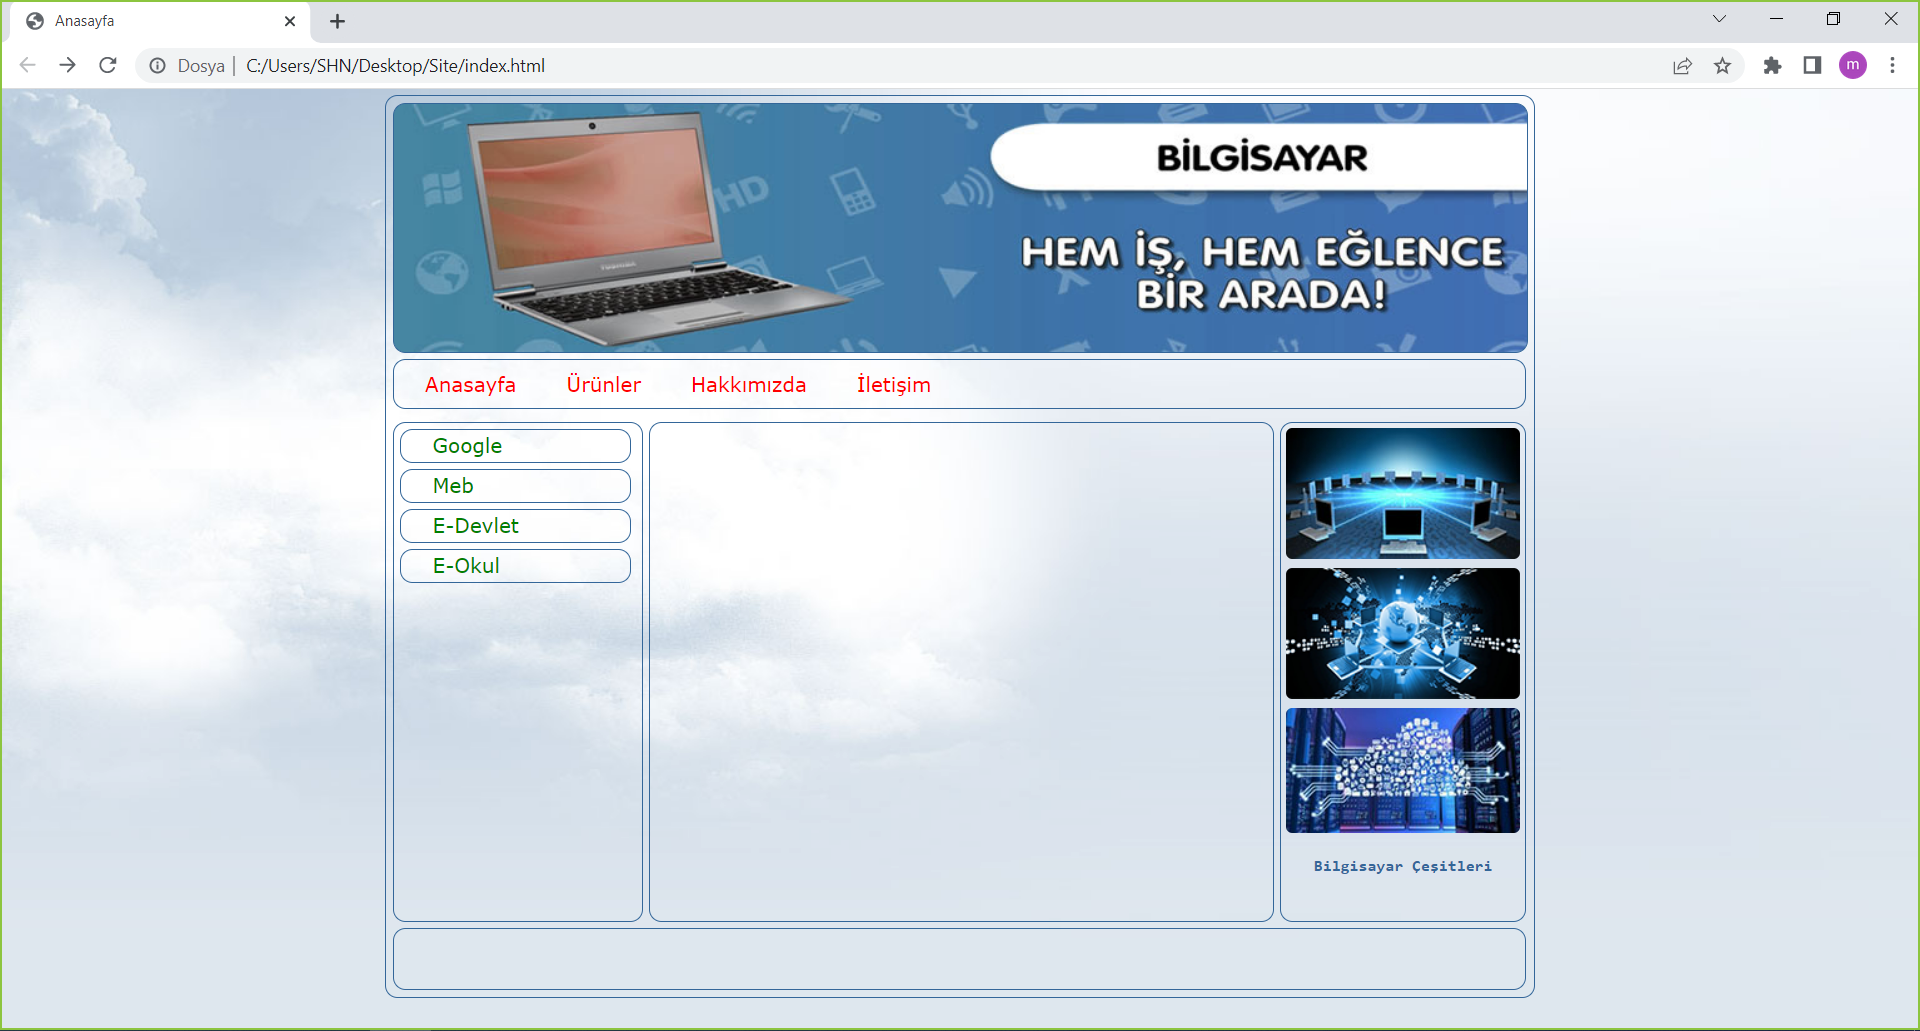 Anasayfa
Dosya | C:/Users/SHN/Desktop/Site/index.html
m
BİLGİSAYAR
HD
HEM İŞ, HEM EĞLENCE
BİR ARADA!
TOSHIBA
Anasayfa Ürünler Hakkımızda İletişim
Google
Meb
E-Devlet
E-Okul
Bilgisayar Çeşitleri